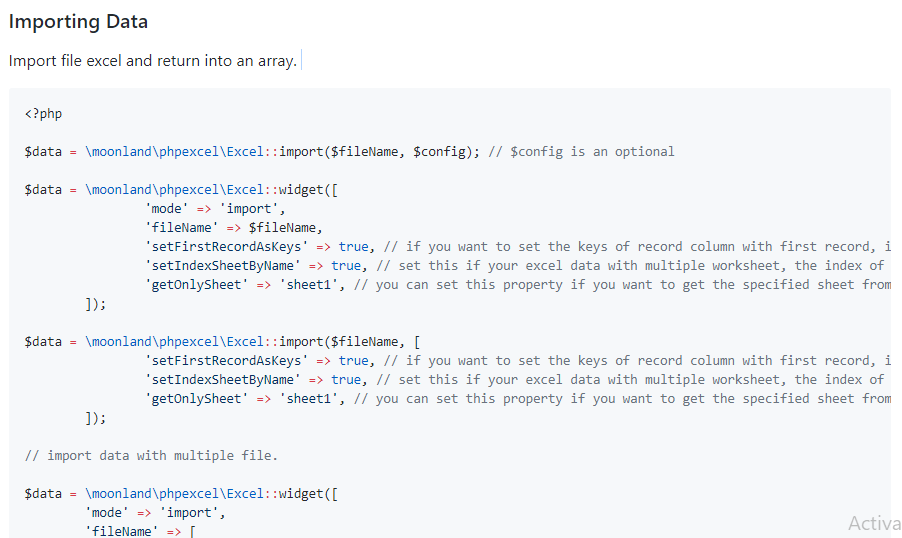 Importing Data
Import file excel and return into an array.
<?php
$data = \moonland\phpexcel\Excel::import($fileName, $config); // $config is an optional
$data = \moonland\phpexcel\Excel::widget([
'mode' => 'import',
'fileName' => $fileName,
'setFirstRecordAsKeys' => true, // if you want to set the keys of record column with first record, i
'setIndexSheetByName' => true, // set this if your excel data with multiple worksheet, the index of
'getOnlySheet' => 'sheet1', // you can set this property if you want to get the specified sheet from
]);
$data = \moonland\phpexcel\Excel::import($fileName, [
'setFirstRecordAsKeys' => true, // if you want to set the keys of record column with first record, i
'setIndexSheetByName' => true, // set this if your excel data with multiple worksheet, the index of
'getOnlySheet' => 'sheet1', // you can set this property if you want to get the specified sheet from
]);
// import data with multiple file.
$data = \moonland\phpexcel\Excel::widget([
'mode' => 'import',
'fileName' => [
Activa